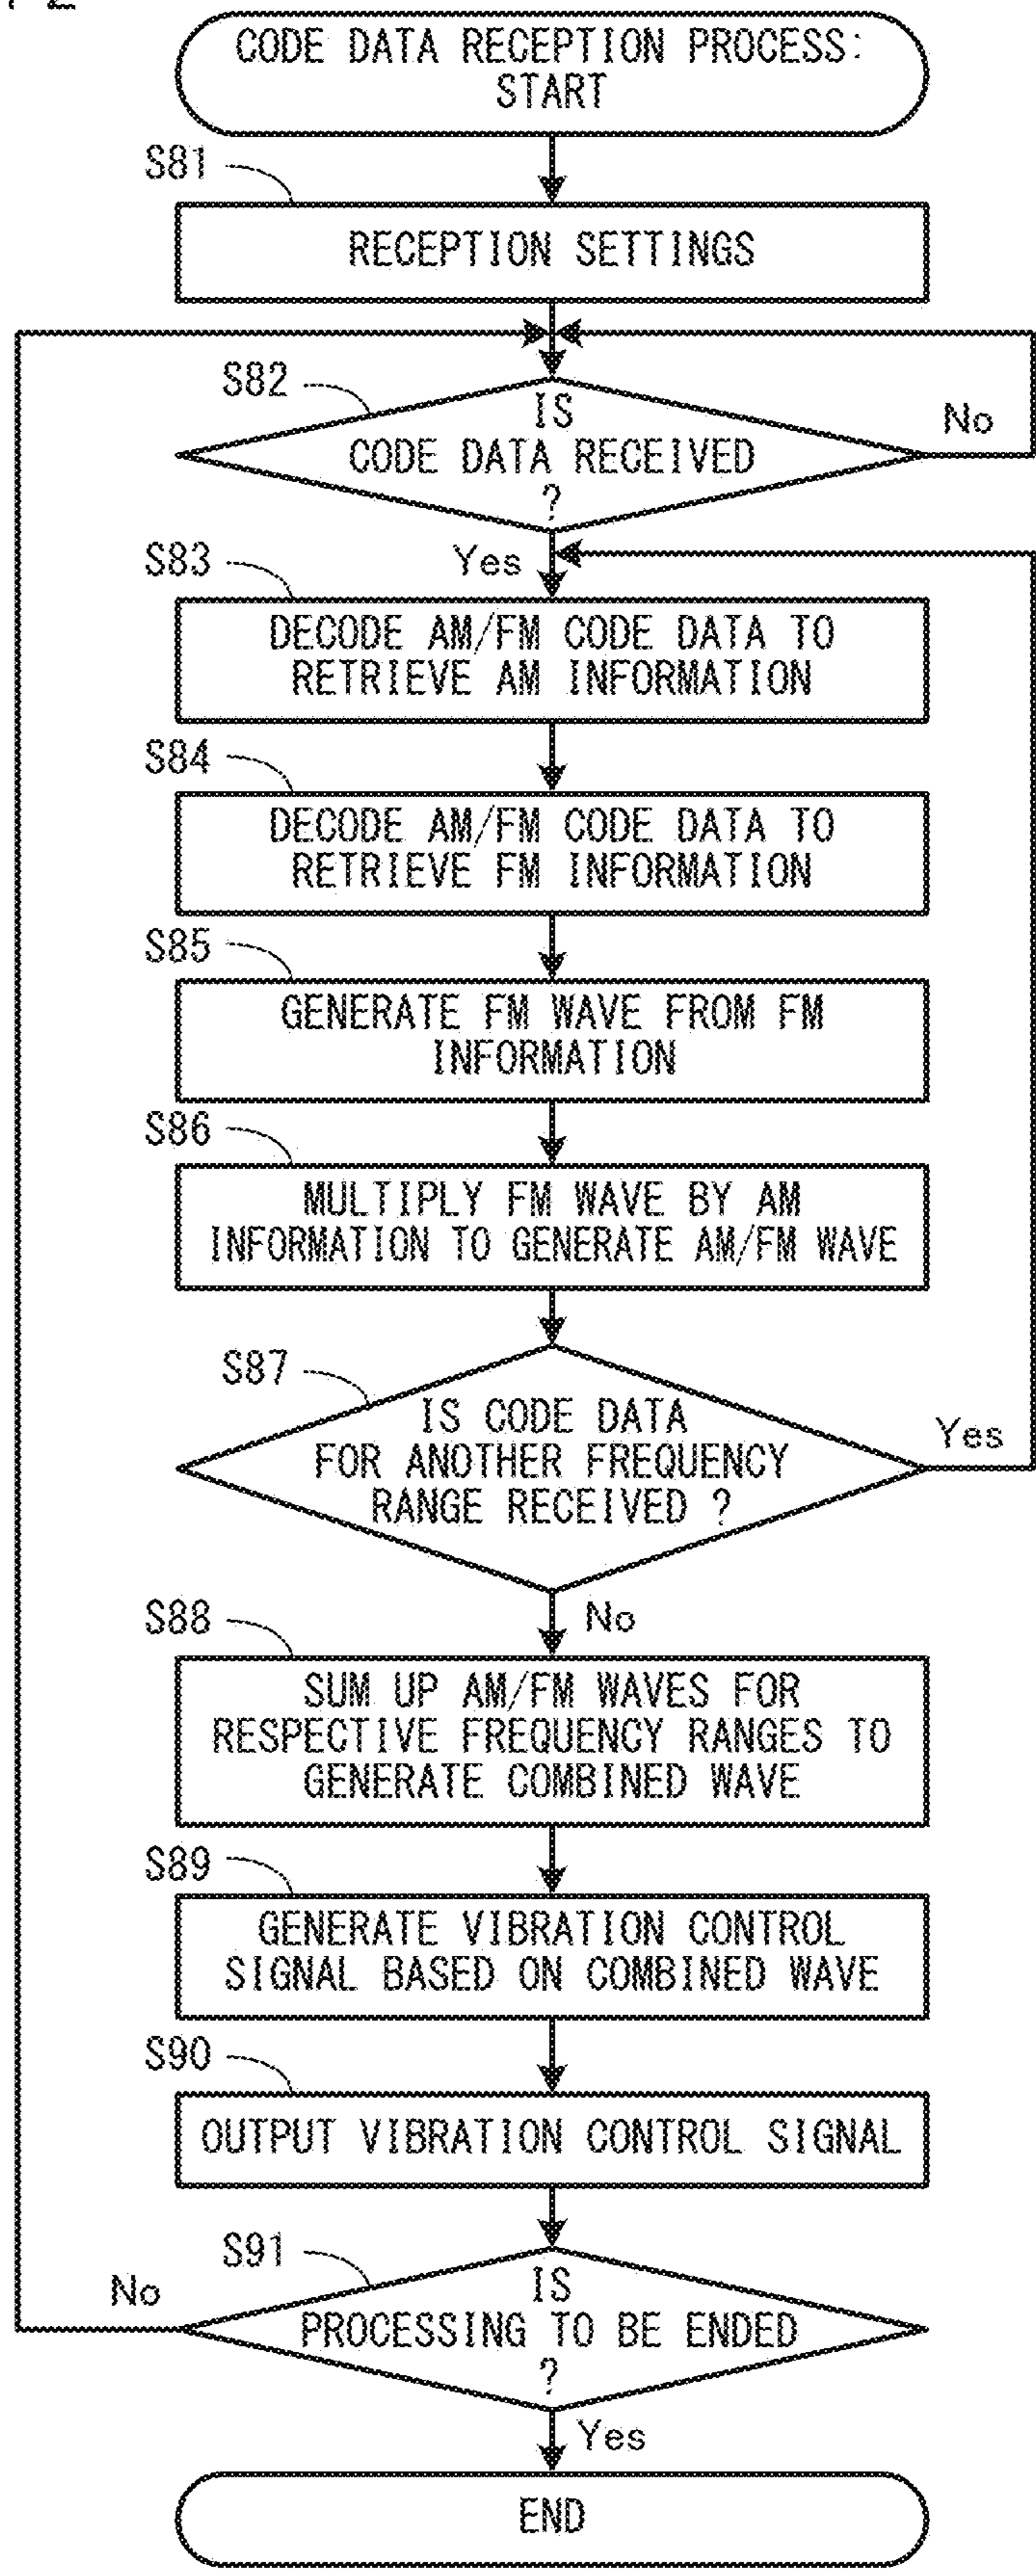 CODE DATA RECEPTION PROCESS:
START
S81
RECEPTION SETTINGS
S82
IS
CODE DATA RECEIVED
?
No
Yes
S83
DECODE AM/FM CODE DATA TO
RETRIEVE AM INFORMATION
S84
DECODE AM/FM CODE DATA TO
RETRIEVE FM INFORMATION
S85
GENERATE FM WAVE FROM FM
INFORMATION
S86
MULTIPLY FM WAVE BY AM
INFORMATION TO GENERATE AM/FM WAVE
S87
IS CODE DATA
FOR ANOTHER FREQUENCY
RANGE RECEIVED ?
Yes
No
S88
SUM UP AM/FM WAVES FOR
RESPECTIVE FREQUENCY RANGES TO
GENERATE COMBINED WAVE
S89
GENERATE VIBRATION CONTROL
SIGNAL BASED ON COMBINED WAVE
S90
OUTPUT VIBRATION CONTROL SIGNAL
S91
No
IS
PROCESSING TO BE ENDED
?
Yes
END